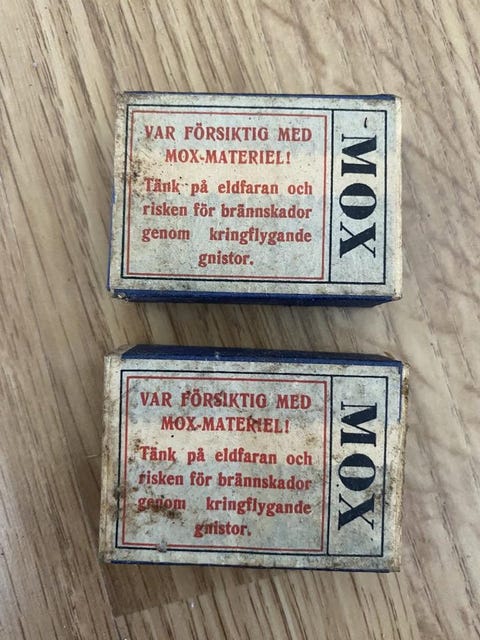 VAR FÖRSIKTIG MED
MOX-MATERIEL!
Tänk på eldfaran och
risken för brännskador
genom kringflygande
gnistor.
MOX
VAR FÖRSIKTIG MED
MOX-MATERIEL!
Tänk på eldfaran och
risken för brännskador
genom kringflygande
gnistor.
MOX